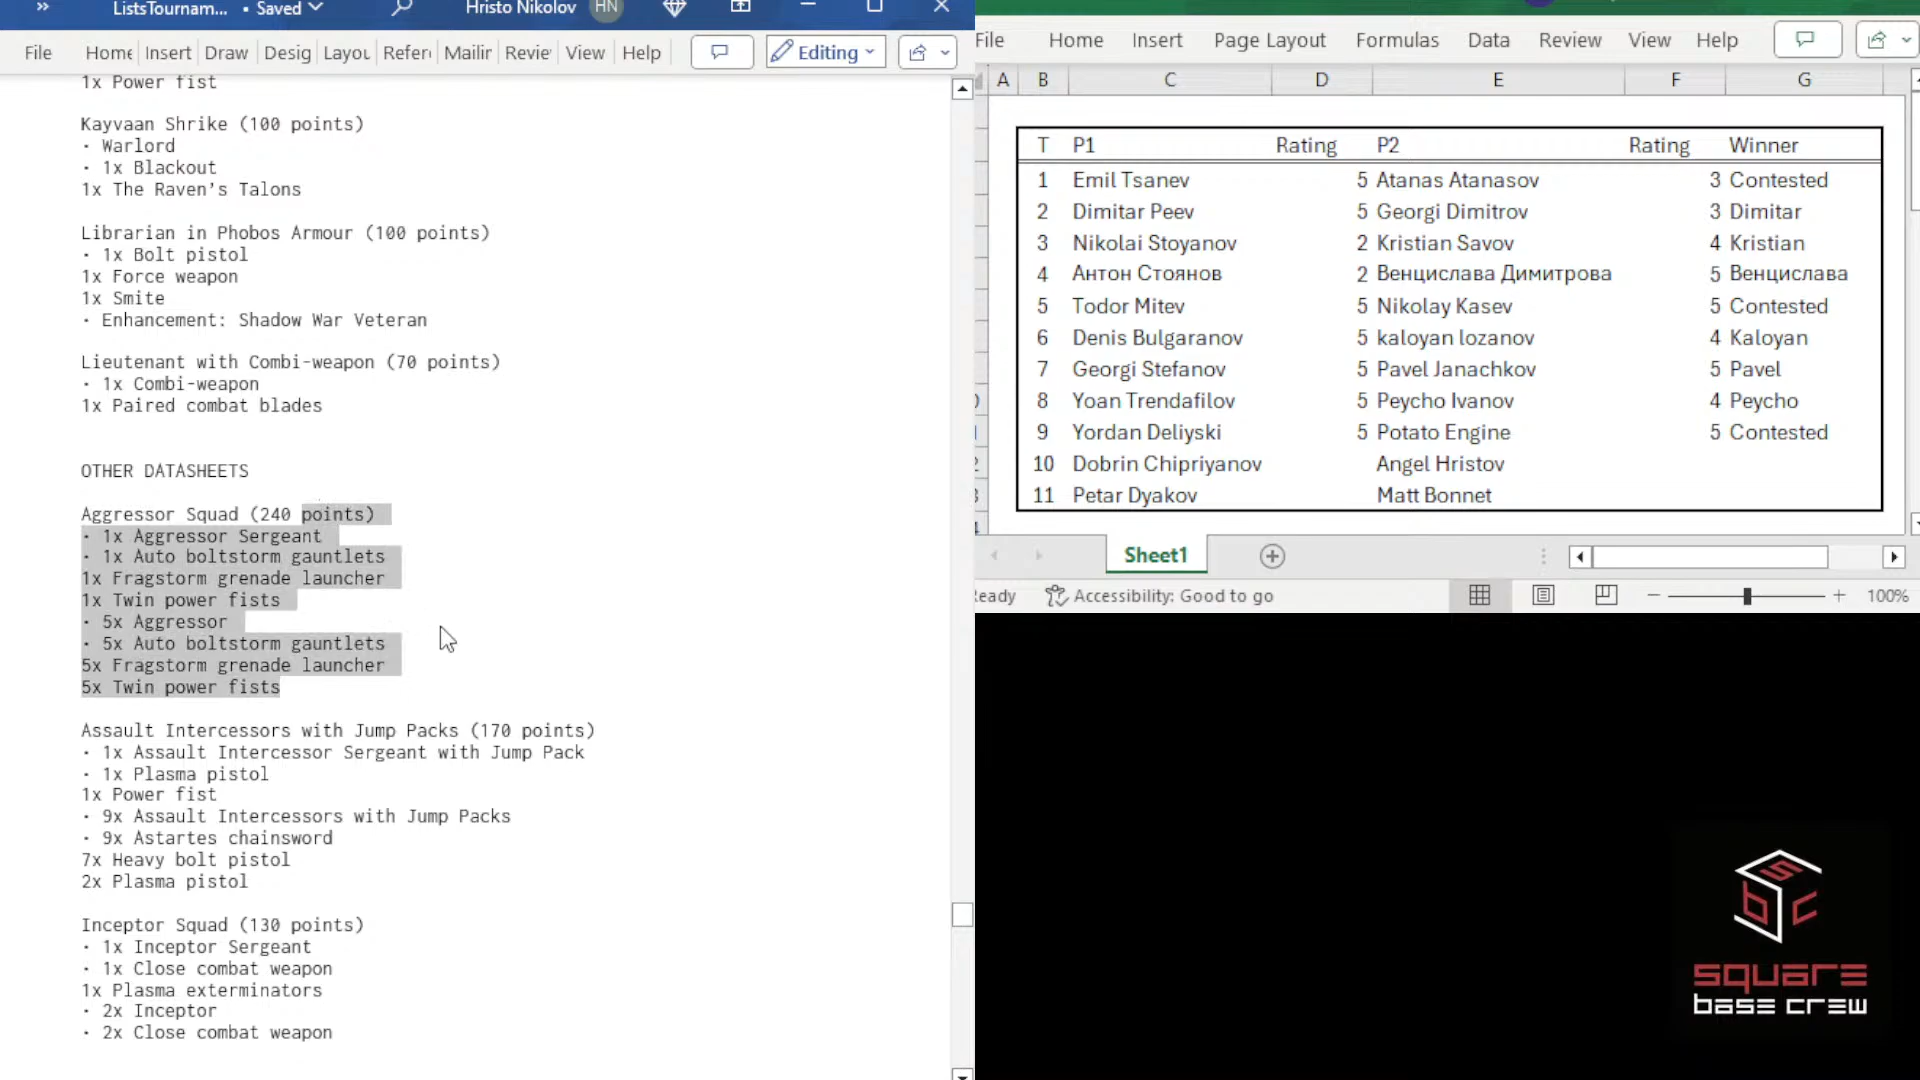 ListsTournam... • Saved
Hristo Nikolov HN
File Home Insert Draw Desig Layou Refer Mailin Revie View Help Editing
1x Power fist
Kayvaan Shrike (100 points)
• Warlord
• 1x Blackout
1x The Raven's Talons
Librarian in Phobos Armour (100 points)
• 1x Bolt pistol
1x Force weapon
1x Smite
• Enhancement: Shadow War Veteran
Lieutenant with Combi-weapon (70 points)
• 1x Combi-weapon
1x Paired combat blades
OTHER DATASHEETS
Aggressor Squad (240 points)
• 1x Aggressor Sergeant
• 1x Auto boltstorm gauntlets
1x Fragstorm grenade launcher
1x Twin power fists
• 5x Aggressor
• 5x Auto boltstorm gauntlets
5x Fragstorm grenade launcher
5x Twin power fists
Assault Intercessors with Jump Packs (170 points)
• 1x Assault Intercessor Sergeant with Jump Pack
• 1x Plasma pistol
1x Power fist
• 9x Assault Intercessors with Jump Packs
• 9x Astartes chainsword
7x Heavy bolt pistol
2x Plasma pistol
Inceptor Squad (130 points)
• 1x Inceptor Sergeant
• 1x Close combat weapon
1x Plasma exterminators
• 2x Inceptor
• 2x Close combat weapon
File Home Insert Page Layout Formulas Data Review View Help
A B C D E F G
T P1 Rating P2 Rating Winner
1 Emil Tsanev 5 Atanas Atanasov 3 Contested
2 Dimitar Peev 5 Georgi Dimitrov 3 Dimitar
3 Nikolai Stoyanov 2 Kristian Savov 4 Kristian
4 Антон Стоянов 2 Венцислава Димитрова 5 Венцислава
5 Todor Mitev 5 Nikolay Kasev 5 Contested
6 Denis Bulgaranov 5 kaloyan lozanov 4 Kaloyan
7 Georgi Stefanov 5 Pavel Janachkov 5 Pavel
8 Yoan Trendafilov 5 Peycho Ivanov 4 Peycho
9 Yordan Deliyski 5 Potato Engine 5 Contested
10 Dobrin Chipriyanov Angel Hristov
11 Petar Dyakov Matt Bonnet
Sheet1
Ready Accessibility: Good to go 100%
sbc
square
base crew